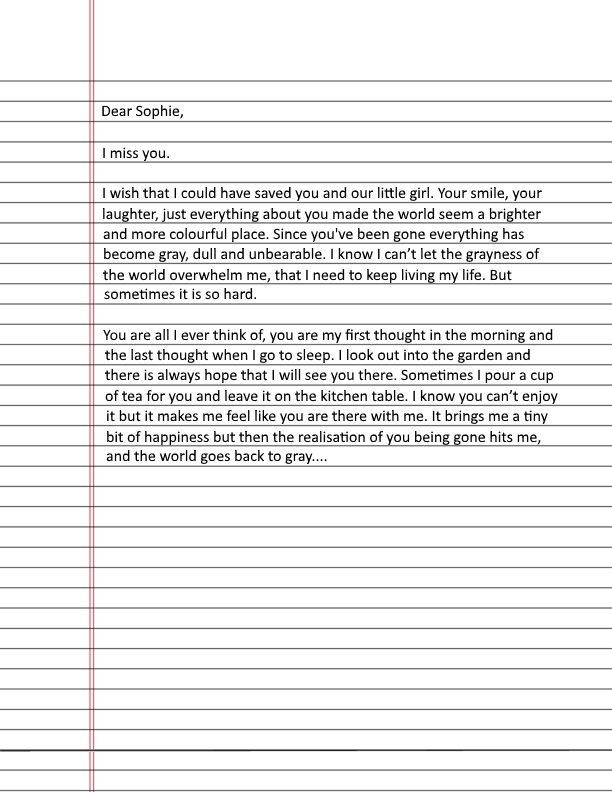 Dear Sophie,
I miss you.
I wish that I could have saved you and our little girl. Your smile, your
laughter, just everything about you made the world seem a brighter
and more colourful place. Since you've been gone everything has
become gray, dull and unbearable. I know I can’t let the grayness of
the world overwhelm me, that I need to keep living my life. But
sometimes it is so hard.
You are all I ever think of, you are my first thought in the morning and
the last thought when I go to sleep. I look out into the garden and
there is always hope that I will see you there. Sometimes I pour a cup
of tea for you and leave it on the kitchen table. I know you can’t enjoy
it but it makes me feel like you are there with me. It brings me a tiny
bit of happiness but then the realisation of you being gone hits me,
and the world goes back to gray....